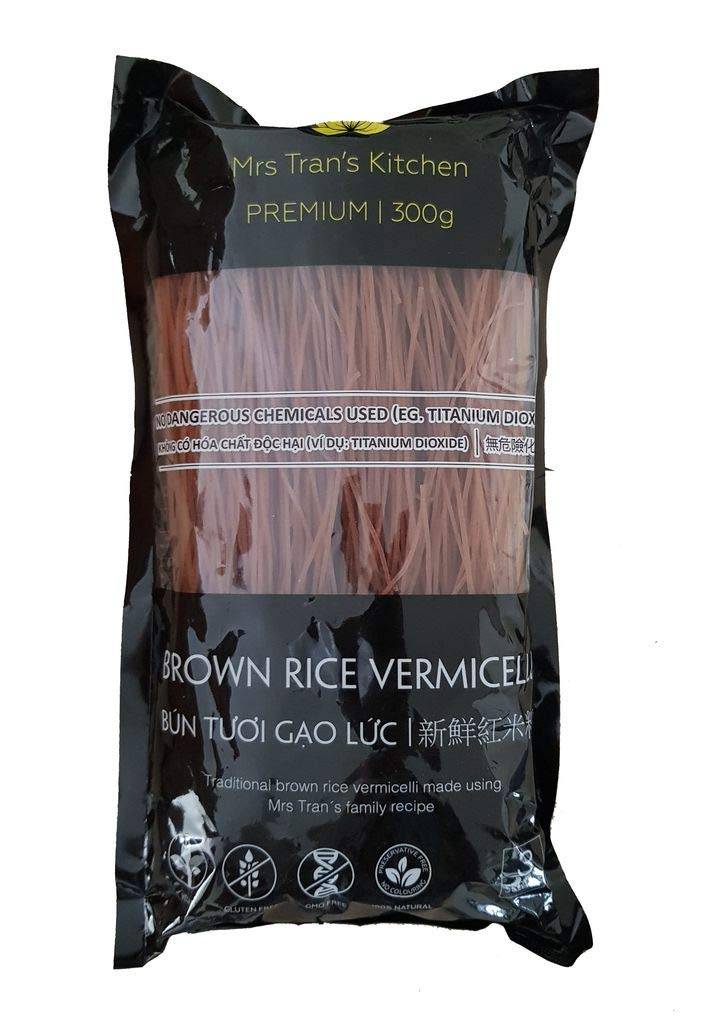 Mrs Tran's Kitchen
PREMIUM | 300g
NO DANGEROUS CHEMICALS USED (EG. TITANIUM DIOX
KHÔNG CÓ HÓA CHẤT ĐỘC HẠI (VÍ DỤ: TITANIUM DIOXIDE) | 無危險化
BROWN RICE VERMICELLI
BÚN TƯƠI GẠO LỨC | 新鮮紅米粉
Traditional brown rice vermicelli made using
Mrs Tran´s family recipe
PRESERVATIVE FREE
NO COLOURING
GLUTEN FREE
GMO FREE
100% NATURAL